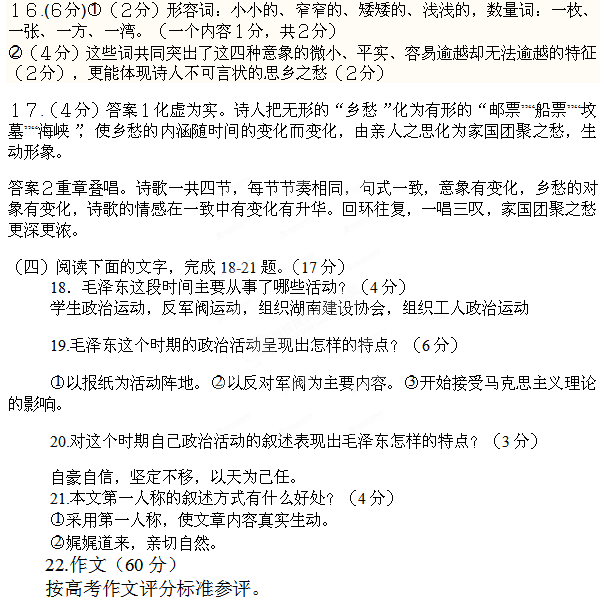 １６.(６分)①（２分）形容词：小小的、窄窄的、矮矮的、浅浅的，数量词：一枚、
一张、一方、一湾。（一个内容１分，共２分）
②（４分）这些词共同突出了这四种意象的微小、平实、容易逾越却无法逾越的特征
（２分），更能体现诗人不可言状的思乡之愁（２分）
１７.（４分）答案１化虚为实。诗人把无形的“乡愁”化为有形的“邮票”“船票”“坟
墓”“海峡”，使乡愁的内涵随时间的变化而变化，由亲人之思化为家国团聚之愁，生
动形象。
答案２重章叠唱。诗歌一共四节，每节节奏相同，句式一致，意象有变化，乡愁的对
象有变化，诗歌的情感在一致中有变化有升华。回环往复，一唱三叹，家国团聚之愁
更深更浓。
（四）阅读下面的文字，完成 18-21 题。（17 分）
18．毛泽东这段时间主要从事了哪些活动？（4 分）
学生政治运动，反军阀运动，组织湖南建设协会，组织工人政治运动
19.毛泽东这个时期的政治活动呈现出怎样的特点？（6 分）
①以报纸为活动阵地。②以反对军阀为主要内容。③开始接受马克思主义理论
的影响。
20.对这个时期自己政治活动的叙述表现出毛泽东怎样的特点？（3 分）
自豪自信，坚定不移，以天为己任。
21.本文第一人称的叙述方式有什么好处？（4 分）
①采用第一人称，使文章内容真实生动。
②娓娓道来，亲切自然。
22.作文（60 分）
按高考作文评分标准参评。